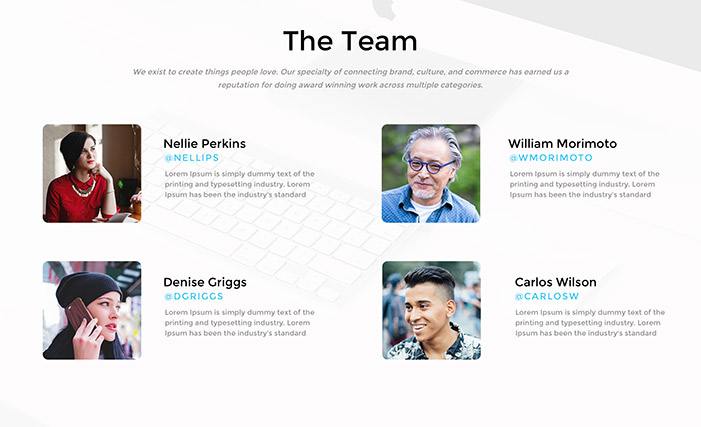 The Team
We exist to create things people love. Our specialty of connecting brand, culture, and commerce has earned us a
reputation for doing award winning work across multiple categories.
Nellie Perkins
@NELLIPS
Lorem Ipsum is simply dummy text of the
printing and typesetting industry. Lorem
Ipsum has been the industry's standard
William Morimoto
@WMORIMOTO
Lorem Ipsum is simply dummy text of the
printing and typesetting industry. Lorem
Ipsum has been the industry's standard
Denise Griggs
@DGRIGGS
Lorem Ipsum is simply dummy text of the
printing and typesetting industry. Lorem
Ipsum has been the industry's standard
Carlos Wilson
@CARLOSW
Lorem Ipsum is simply dummy text of the
printing and typesetting industry. Lorem
Ipsum has been the industry's standard